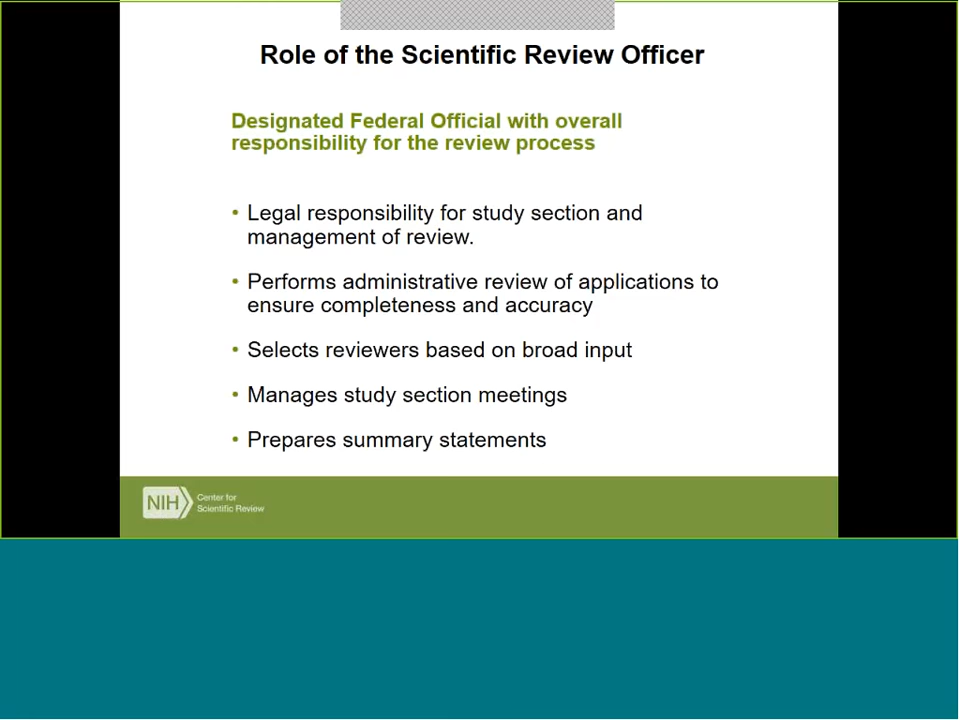 Role of the Scientific Review Officer
Designated Federal Official with overall
responsibility for the review process
• Legal responsibility for study section and
management of review.
• Performs administrative review of applications to
ensure completeness and accuracy
• Selects reviewers based on broad input
• Manages study section meetings
• Prepares summary statements
NIH
Center for
Scientific Review